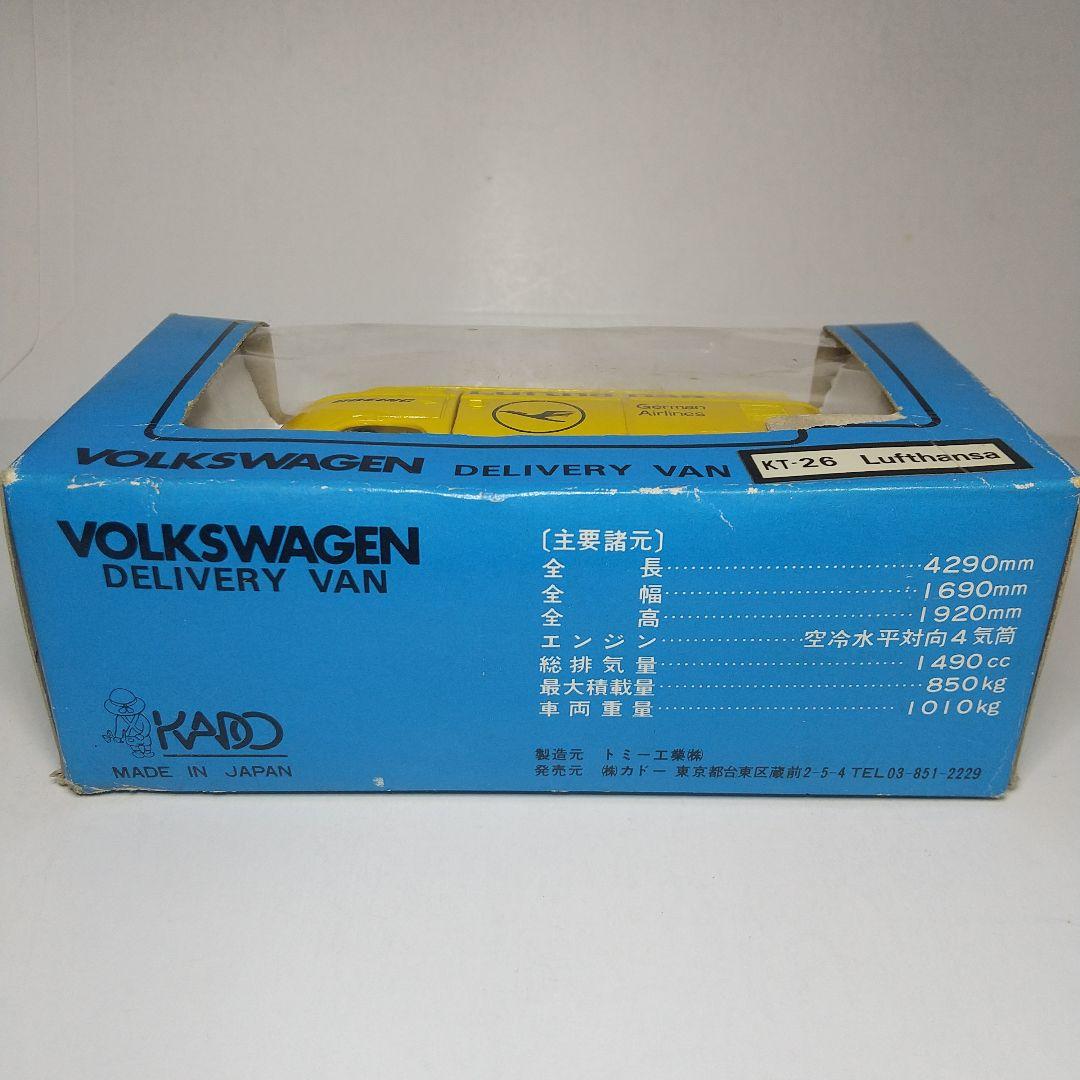 BOEING
Lufthansa
German
Airlines
VOLKSWAGEN DELIVERY VAN KT-26 Lufthansa
VOLKSWAGEN
DELIVERY VAN
〔主要諸元〕
全長 4290mm
全幅 1690mm
全高 1920mm
エンジン 空冷水平対向4気筒
総排気量 1490cc
最大積載量 850kg
車両重量 1010kg
KADO
MADE IN JAPAN
製造元 トミー工業㈱
発売元 ㈱カドー 東京都台東区蔵前2-5-4 TEL03-851-2229